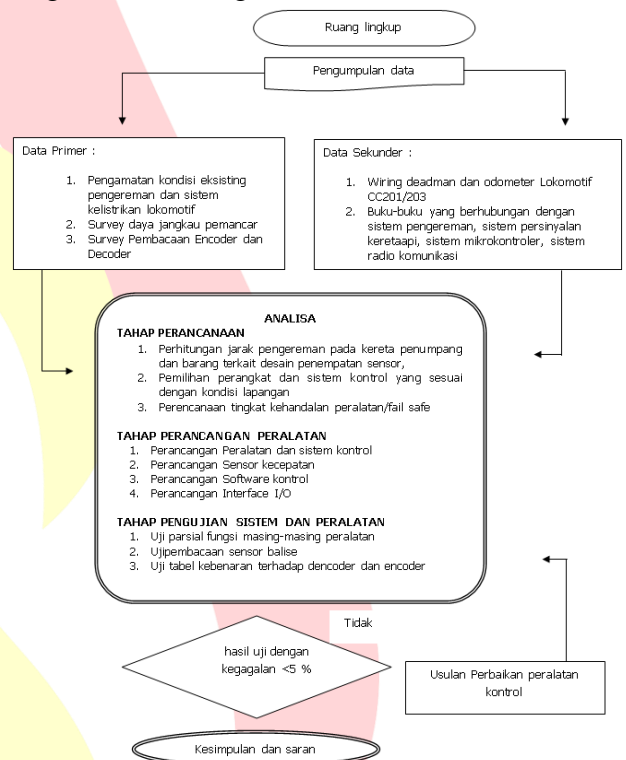 Ruang lingkup
Pengumpulan data
Data Primer :
1. Pengamatan kondisi eksisting
pengereman dan sistem
kelistrikan lokomotif
2. Survey daya jangkau pemancar
3. Survey Pembacaan Encoder dan
Decoder
Data Sekunder :
1. Wiring deadman dan odometer Lokomotif
CC201/203
2. Buku-buku yang berhubungan dengan
sistem pengereman, sistem persinyalan
keretaapi, sistem mikrokontroler, sistem
radio komunikasi
ANALISA
TAHAP PERANCANAAN
1. Perhitungan jarak pengereman pada kereta penumpang
dan barang terkait desain penempatan sensor,
2. Pemilihan perangkat dan sistem kontrol yang sesuai
dengan kondisi lapangan
3. Perencanaan tingkat kehandalan peralatan/fail safe
TAHAP PERANCANGAN PERALATAN
1. Perancangan Peralatan dan sistem kontrol
2. Perancangan Sensor kecepatan
3. Perancangan Software kontrol
4. Perancangan Interface I/O
TAHAP PENGUJIAN SISTEM DAN PERALATAN
1. Uji parsial fungsi masing-masing peralatan
2. Ujipembacaan sensor balise
3. Uji tabel kebenaran terhadap dencoder dan encoder
Tidak
hasil uji dengan
kegagalan <5 %
Usulan Perbaikan peralatan
kontrol
Kesimpulan dan saran